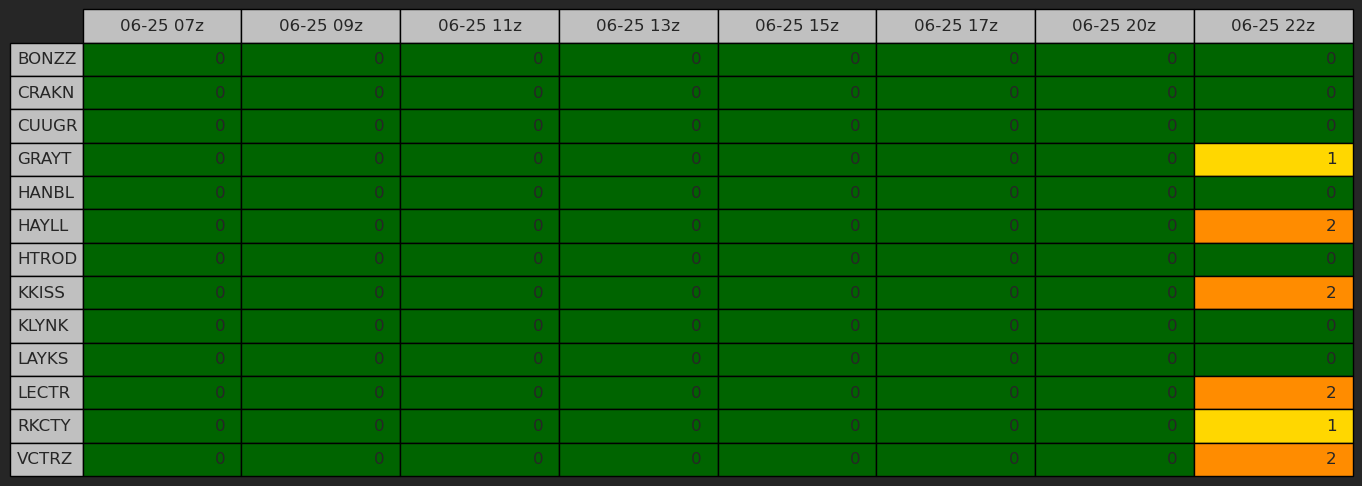 06-25 07z 06-25 09z 06-25 11z 06-25 13z 06-25 15z 06-25 17z 06-25 20z 06-25 22z
BONZZ 0 0 0 0 0 0 0 0
CRAKN 0 0 0 0 0 0 0 0
CUUGR 0 0 0 0 0 0 0 0
GRAYT 0 0 0 0 0 0 0 1
HANBL 0 0 0 0 0 0 0 0
HAYLL 0 0 0 0 0 0 0 2
HTROD 0 0 0 0 0 0 0 0
KKISS 0 0 0 0 0 0 0 2
KLYNK 0 0 0 0 0 0 0 0
LAYKS 0 0 0 0 0 0 0 0
LECTR 0 0 0 0 0 0 0 2
RKCTY 0 0 0 0 0 0 0 1
VCTRZ 0 0 0 0 0 0 0 2